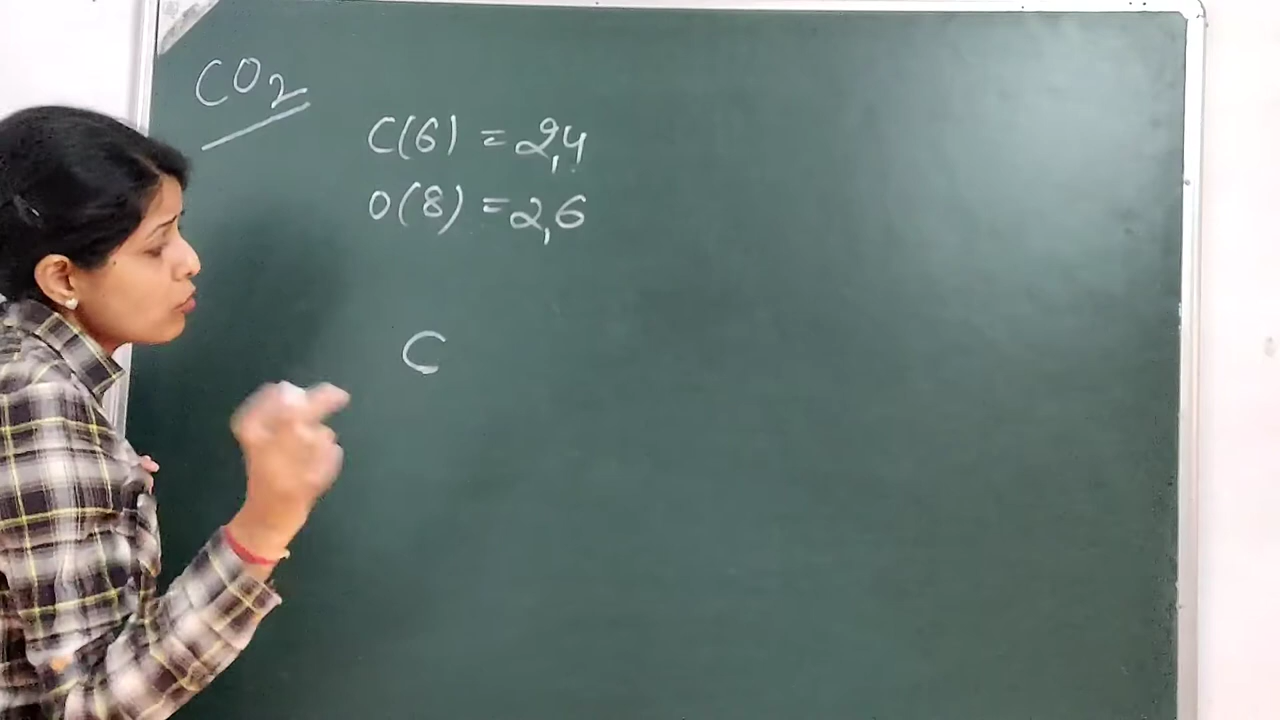 CO2
C(6) = 2,4
O(8) = 2,6
C